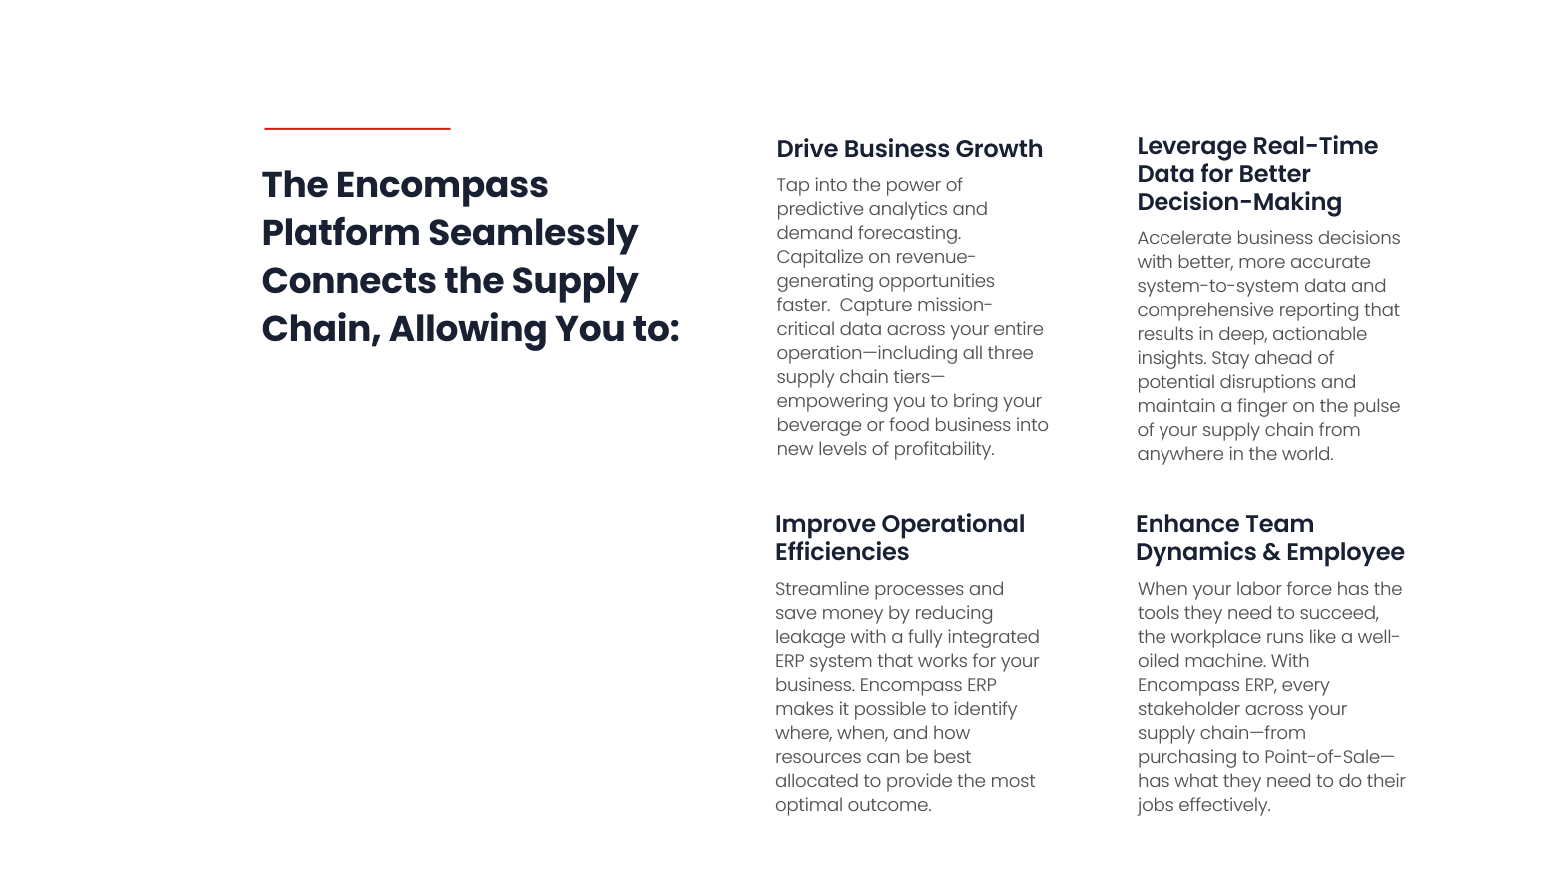 The Encompass
Platform Seamlessly
Connects the Supply
Chain, Allowing You to:
Drive Business Growth
Tap into the power of
predictive analytics and
demand forecasting.
Capitalize on revenue-
generating opportunities
faster.  Capture mission-
critical data across your entire
operation—including all three
supply chain tiers—
empowering you to bring your
beverage or food business into
new levels of profitability.
Leverage Real-Time
Data for Better
Decision-Making
Accelerate business decisions
with better, more accurate
system-to-system data and
comprehensive reporting that
results in deep, actionable
insights. Stay ahead of
potential disruptions and
maintain a finger on the pulse
of your supply chain from
anywhere in the world.
Improve Operational
Efficiencies
Streamline processes and
save money by reducing
leakage with a fully integrated
ERP system that works for your
business. Encompass ERP
makes it possible to identify
where, when, and how
resources can be best
allocated to provide the most
optimal outcome.
Enhance Team
Dynamics & Employee
When your labor force has the
tools they need to succeed,
the workplace runs like a well-
oiled machine. With
Encompass ERP, every
stakeholder across your
supply chain—from
purchasing to Point-of-Sale—
has what they need to do their
jobs effectively.